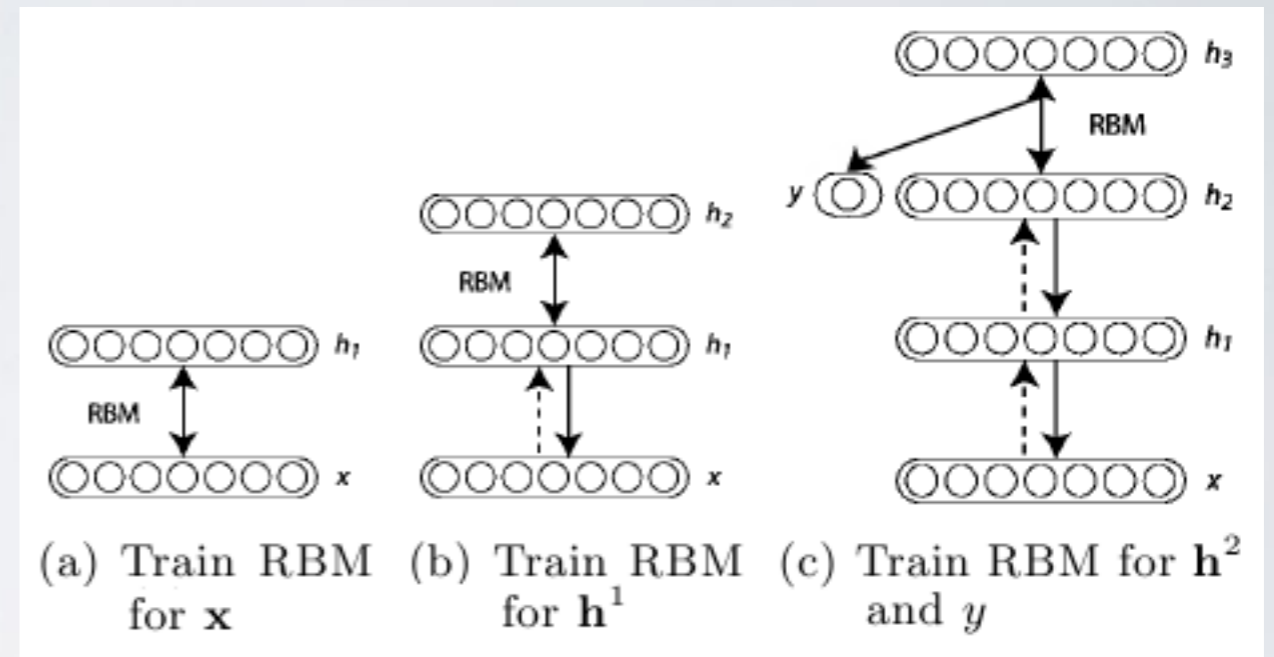 h₃
RBM
y
h₂
h₂
RBM
h₁
h₁
h₁
RBM
x
x
x
(a) Train RBM for x
(b) Train RBM for h¹
(c) Train RBM for h² and y